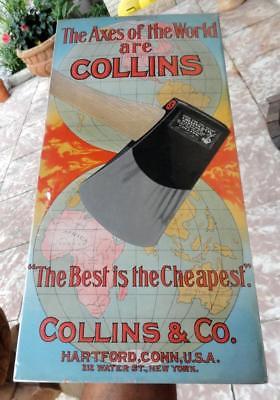 The Axes of the World
are
COLLINS
"The Best is the Cheapest."
COLLINS & CO.
HARTFORD, CONN., U.S.A.
212 WATER ST., NEW YORK.